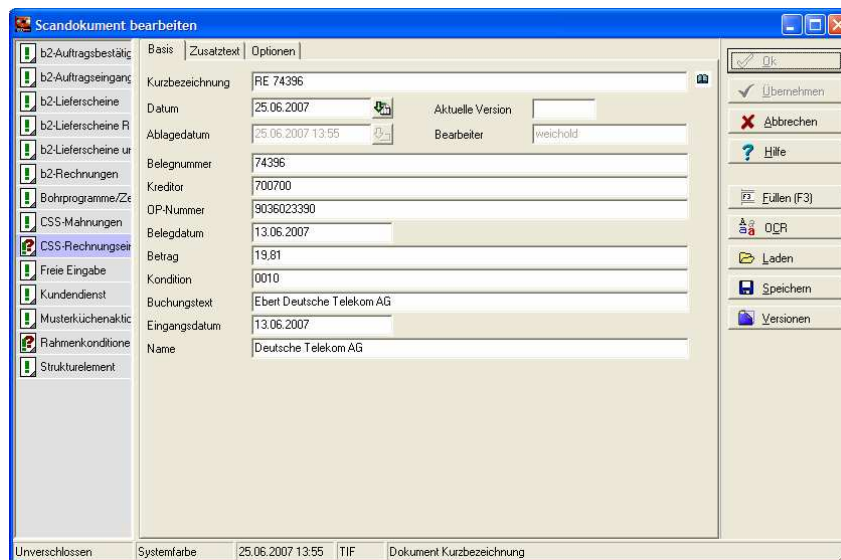 Scandokument bearbeiten
b2-Auftragsbestätig
b2-Auftragseingang
b2-Lieferscheine
b2-Lieferscheine R
b2-Lieferscheine ur
b2-Rechnungen
Bohrprogramme/Ze
CSS-Mahnungen
CSS-Rechnungseir
Freie Eingabe
Kundendienst
Musterküchenaktic
Rahmenkonditione
Strukturelement
Basis Zusatztext Optionen
Kurzbezeichnung RE 74396
Datum 25.06.2007 Aktuelle Version
Ablagedatum 25.06.2007 13:55 Bearbeiter weichold
Belegnummer 74396
Kreditor 700700
OP-Nummer 9036023390
Belegdatum 13.06.2007
Betrag 19,81
Kondition 0010
Buchungstext Ebert Deutsche Telekom AG
Eingangsdatum 13.06.2007
Name Deutsche Telekom AG
Ok
Übernehmen
Abbrechen
Hilfe
F3 Füllen (F3)
OCR
Laden
Speichern
Versionen
Unverschlossen Systemfarbe 25.06.2007 13:55 TIF Dokument Kurzbezeichnung